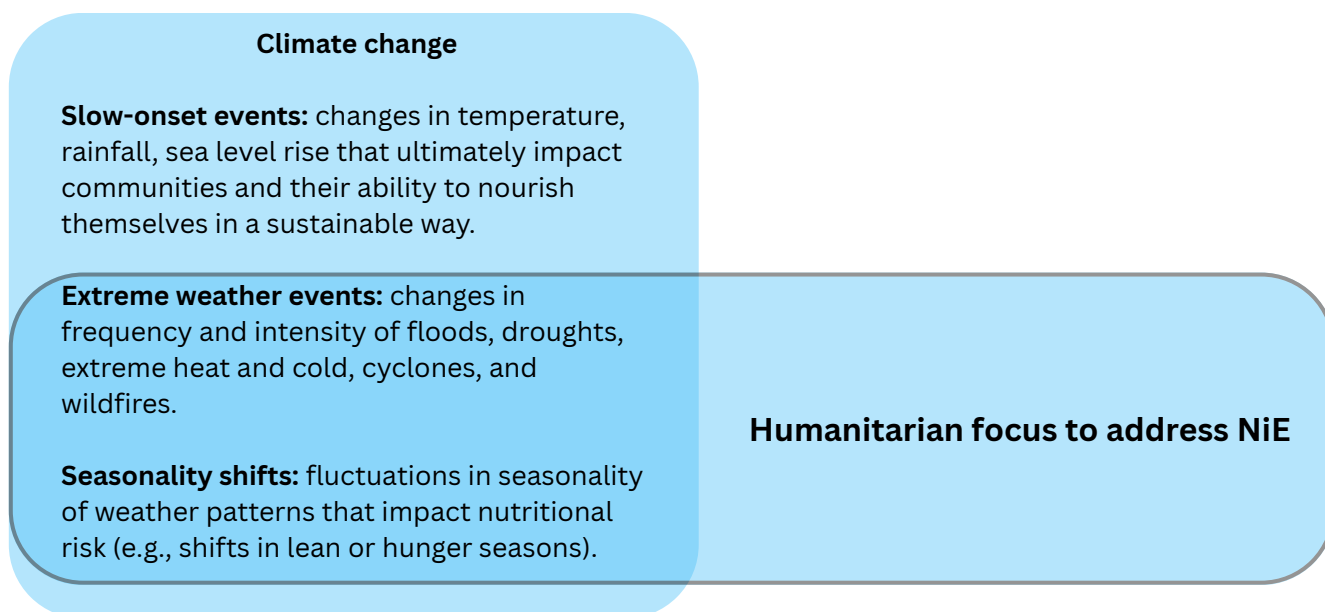 Climate change
Slow-onset events: changes in temperature,
rainfall, sea level rise that ultimately impact
communities and their ability to nourish
themselves in a sustainable way.
Extreme weather events: changes in
frequency and intensity of floods, droughts,
extreme heat and cold, cyclones, and
wildfires.
Humanitarian focus to address NiE
Seasonality shifts: fluctuations in seasonality
of weather patterns that impact nutritional
risk (e.g., shifts in lean or hunger seasons).